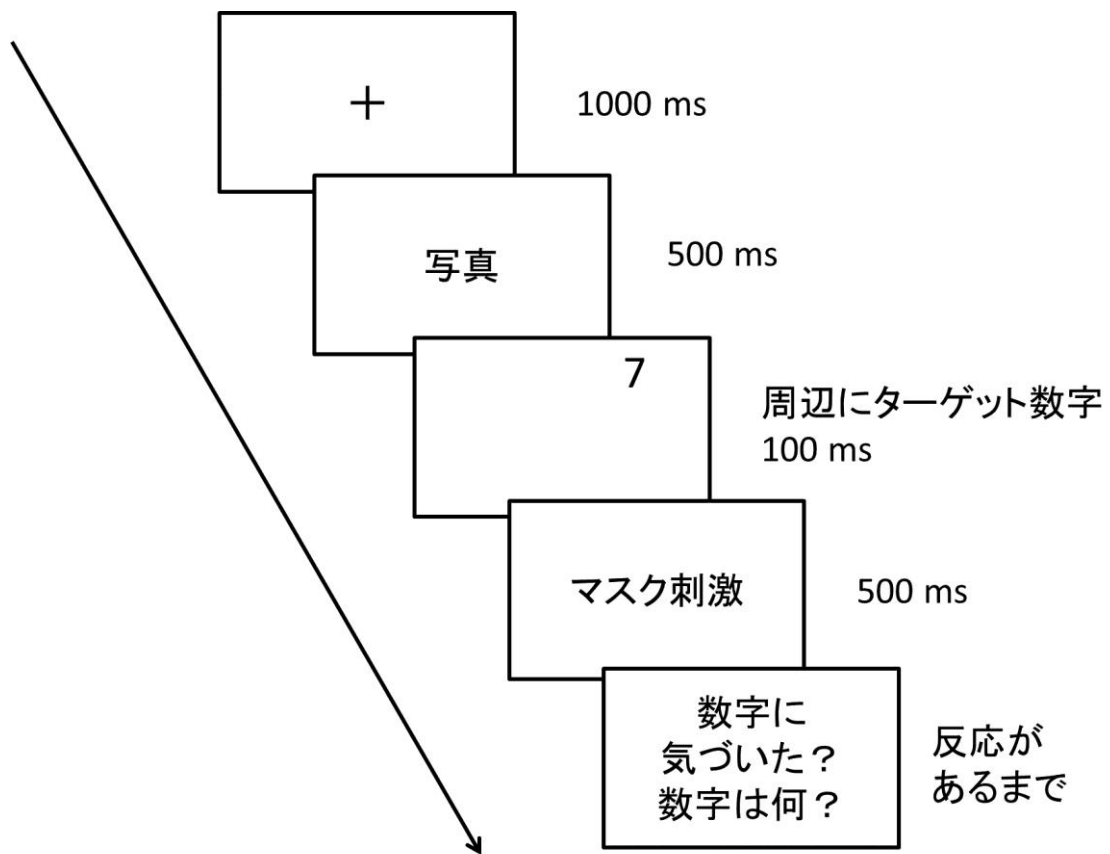 +
1000 ms
写真
500 ms
7
周辺にターゲット数字
100 ms
マスク刺激
500 ms
数字に
気づいた？
数字は何？
反応が
あるまで